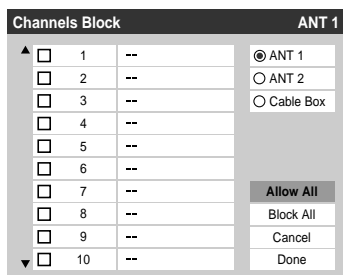 Channels Block ANT 1
1 -- ANT 1
2 -- ANT 2
3 -- Cable Box
4 --
5 --
6 --
7 -- Allow All
8 -- Block All
9 -- Cancel
10 -- Done